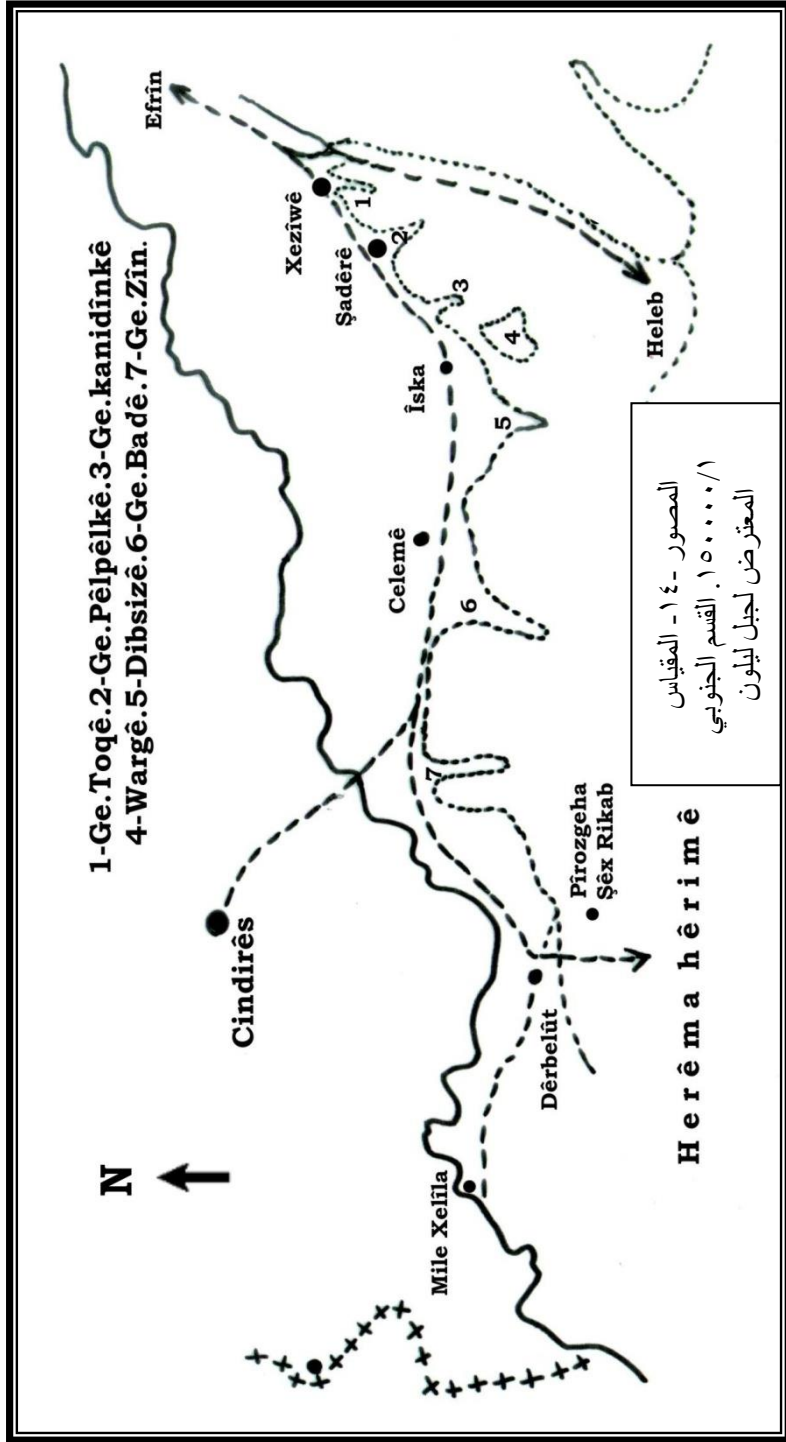 1-Ge.Toqê.2-Ge.Pêlpêlkê.3-Ge.kanidînkê
4-Wargê.5-Dibsizê.6-Ge.Badê.7-Ge.Zîn.
N
Efrîn
Xezîwê
Şadêrê
Îska
Celemê
Cindirês
Heleb
1
2
3
4
5
6
7
Pîrozgeha
Şêx Rikab
Dêrbelût
Mile Xelîla
Herêma hêrimê
المصور -١٤- المقياس
١٥٠٠٠٠/١. القسم الجنوبي
المعترض لجبل ليلون